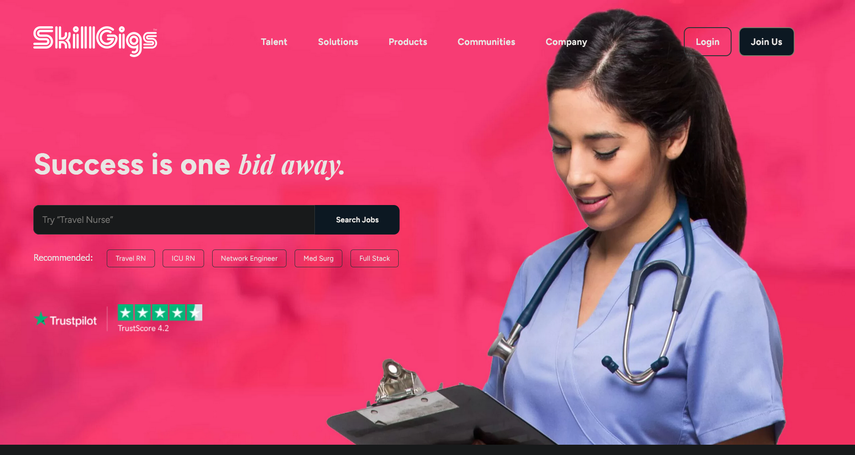 SkillGigs
Talent Solutions Products Communities Company Login Join Us
Success is one bid away.
Try "Travel Nurse" Search Jobs
Recommended: Travel RN ICU RN Network Engineer Med Surg Full Stack
Trustpilot
TrustScore 4.2